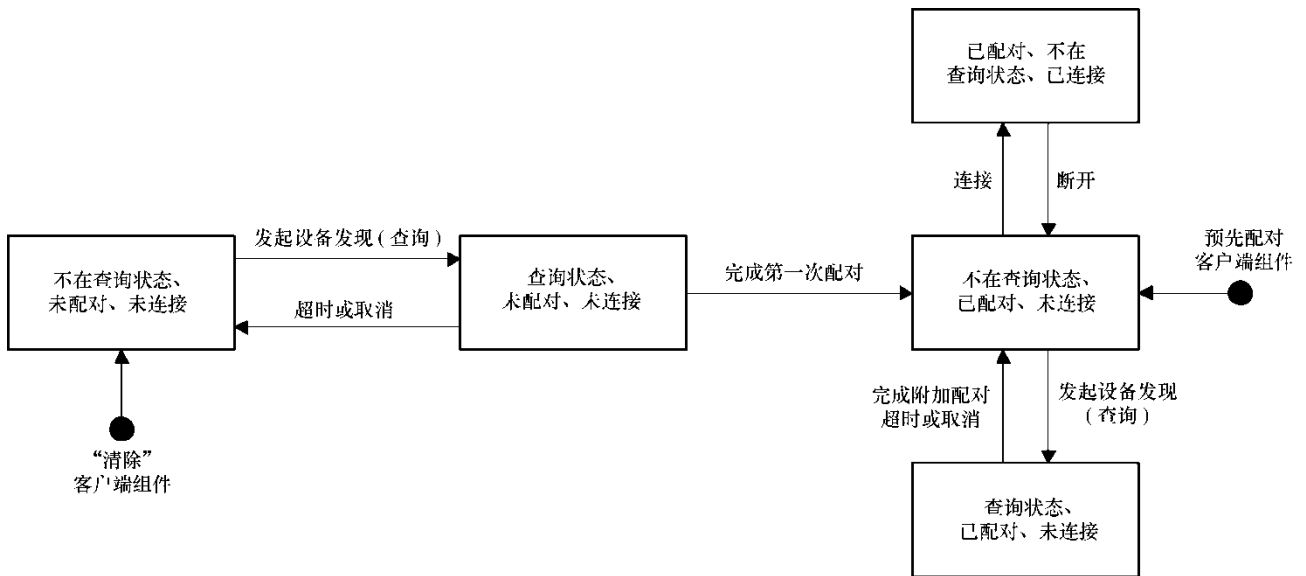 已配对、不在
查询状态、已连接
连接
断开
发起设备发现(查询)
预先配对
客户端组件
不在查询状态、
未配对、未连接
查询状态、
未配对、未连接
完成第一次配对
不在查询状态、
已配对、未连接
超时或取消
完成附加配对
超时或取消
发起设备发现
(查询)
“清除”
客户端组件
查询状态、
已配对、未连接